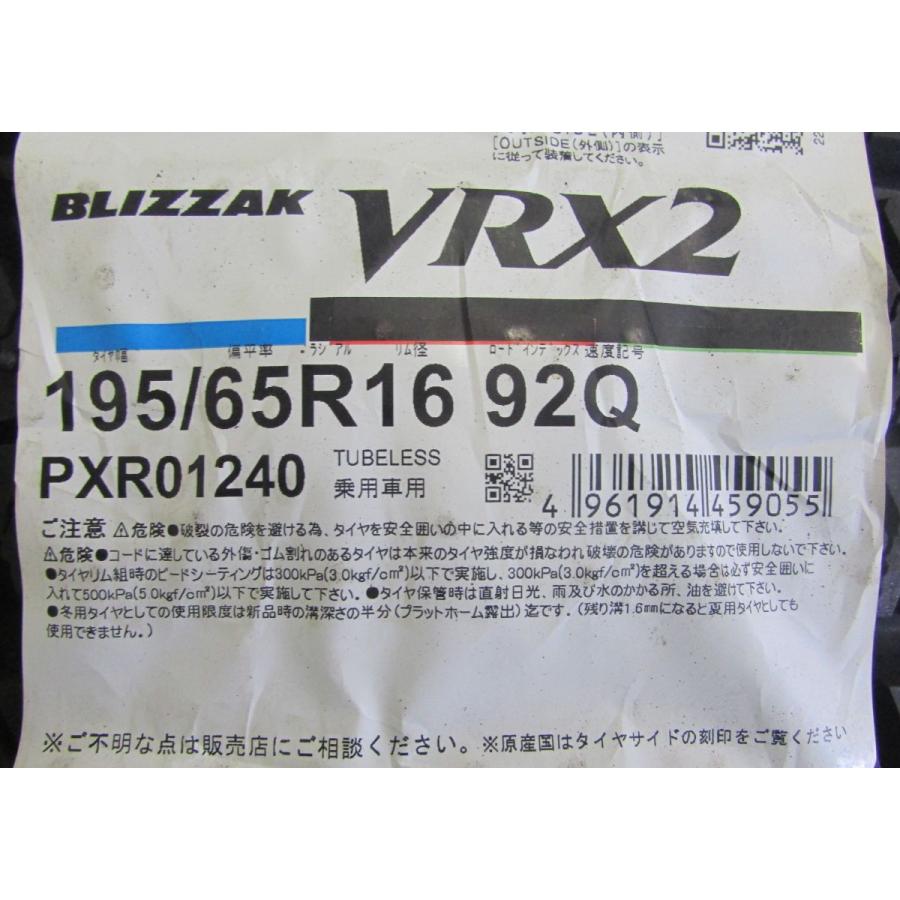 [OUTSIDE(外側)]の表示
に従って装着してください。
BLIZZAK VRX2
タイヤ幅 偏平率 ラジアル リム径 ロードインデックス 速度記号
195/65R16 92Q
PXR01240 TUBELESS
乗用車用
4 961914 459055
ご注意 ⚠危険●破裂の危険を避ける為、タイヤを安全囲いの中に入れる等の安全措置を講じて空気充填して下さい。
⚠危険●コードに達している外傷・ゴム割れのあるタイヤは本来のタイヤ強度が損なわれ破壊の危険がありますので使用しないで下さい。
●タイヤリム組時のビードシーティングは300kPa(3.0kgf/c㎡)以下で実施し、300kPa(3.0kgf/c㎡)を超える場合は必ず安全囲いに
入れて500kPa(5.0kgf/c㎡)以下で実施して下さい。●タイヤ保管時は直射日光、雨及び水のかかる所、油を避けて下さい。
●冬用タイヤとしての使用限度は新品時の溝深さの半分(プラットホーム露出)迄です。(残り溝1.6㎜になると夏用タイヤとしても
使用できません。)
※ご不明な点は販売店にご相談ください。 ※原産国はタイヤサイドの刻印をご覧ください